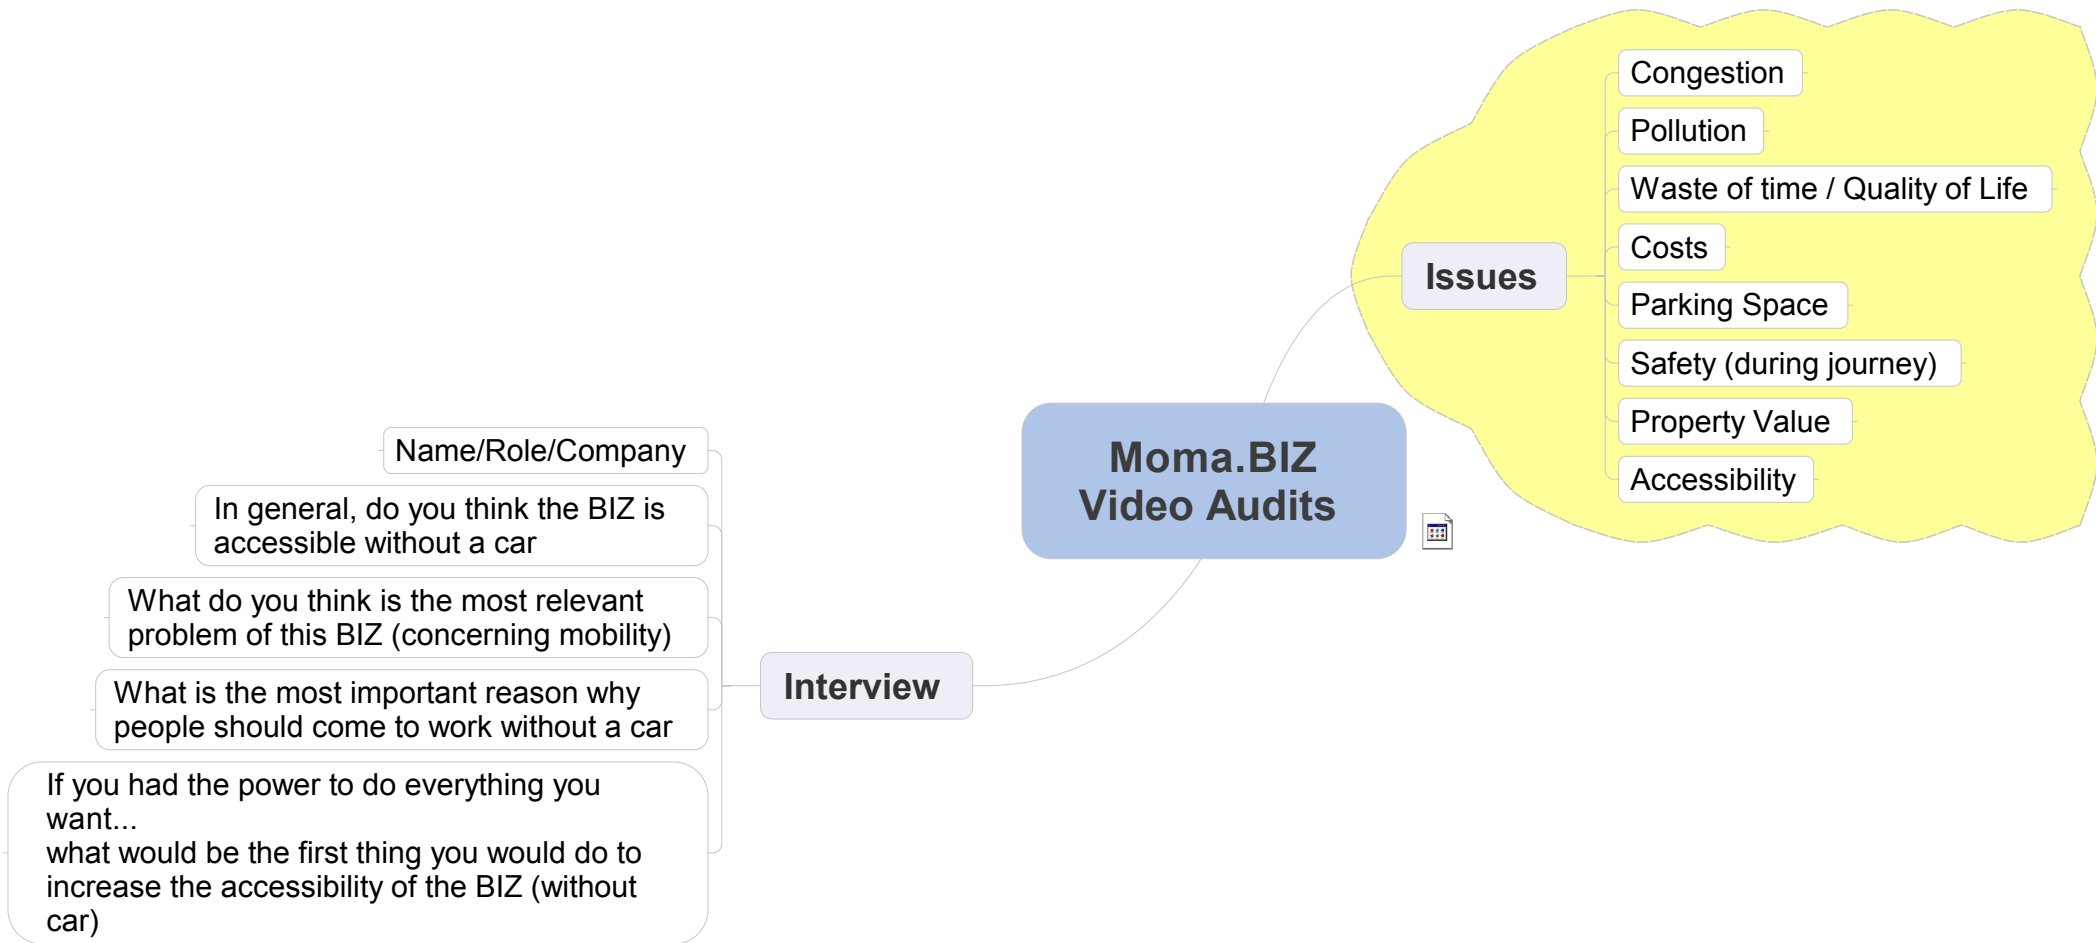 Moma.BIZ
Video Audits
Issues
Congestion
Pollution
Waste of time / Quality of Life
Costs
Parking Space
Safety (during journey)
Property Value
Accessibility
Interview
Name/Role/Company
In general, do you think the BIZ is
accessible without a car
What do you think is the most relevant
problem of this BIZ (concerning mobility)
What is the most important reason why
people should come to work without a car
If you had the power to do everything you
want...
what would be the first thing you would do to
increase the accessibility of the BIZ (without
car)